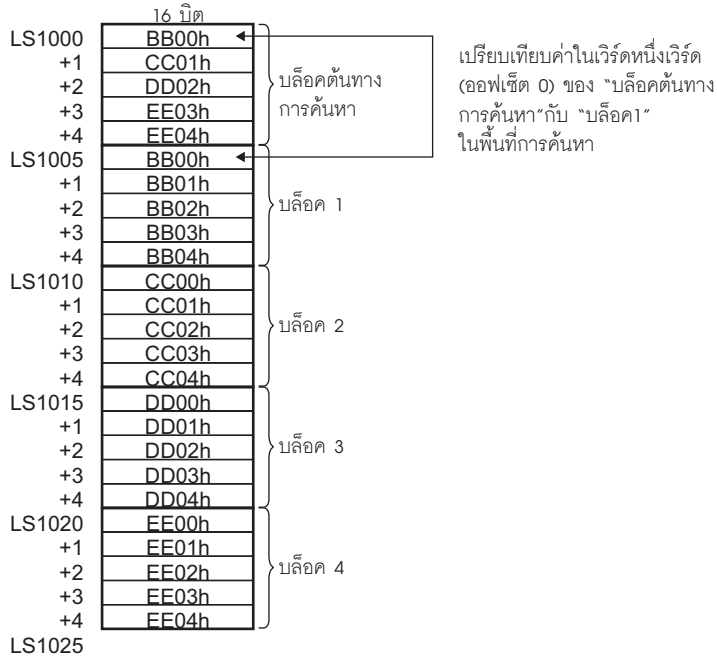 16 บิต
LS1000 BB00h
+1 CC01h
+2 DD02h
+3 EE03h
+4 EE04h
บล็อคต้นทาง
การค้นหา
เปรียบเทียบค่าในเวิร์ดหนึ่งเวิร์ด
(ออฟเซ็ต 0) ของ "บล็อคต้นทาง
การค้นหา"กับ "บล็อค1"
ในพื้นที่การค้นหา
LS1005 BB00h
+1 BB01h
+2 BB02h บล็อค 1
+3 BB03h
+4 BB04h
LS1010 CC00h
+1 CC01h
+2 CC02h บล็อค 2
+3 CC03h
+4 CC04h
LS1015 DD00h
+1 DD01h
+2 DD02h บล็อค 3
+3 DD03h
+4 DD04h
LS1020 EE00h
+1 EE01h
+2 EE02h บล็อค 4
+3 EE03h
+4 EE04h
LS1025